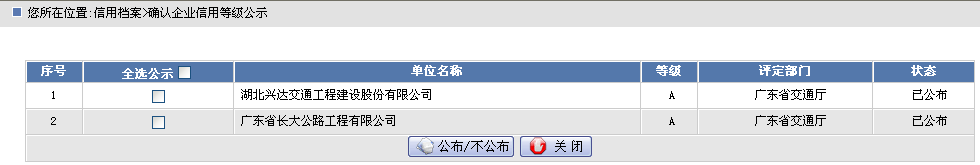 您所在位置:信用档案>确认企业信用等级公示
序号 全选公示 单位名称 等级 评定部门 状态
1 湖北兴达交通工程建设股份有限公司 A 广东省交通厅 已公布
2 广东省长大公路工程有限公司 A 广东省交通厅 已公布
公布/不公布 关 闭